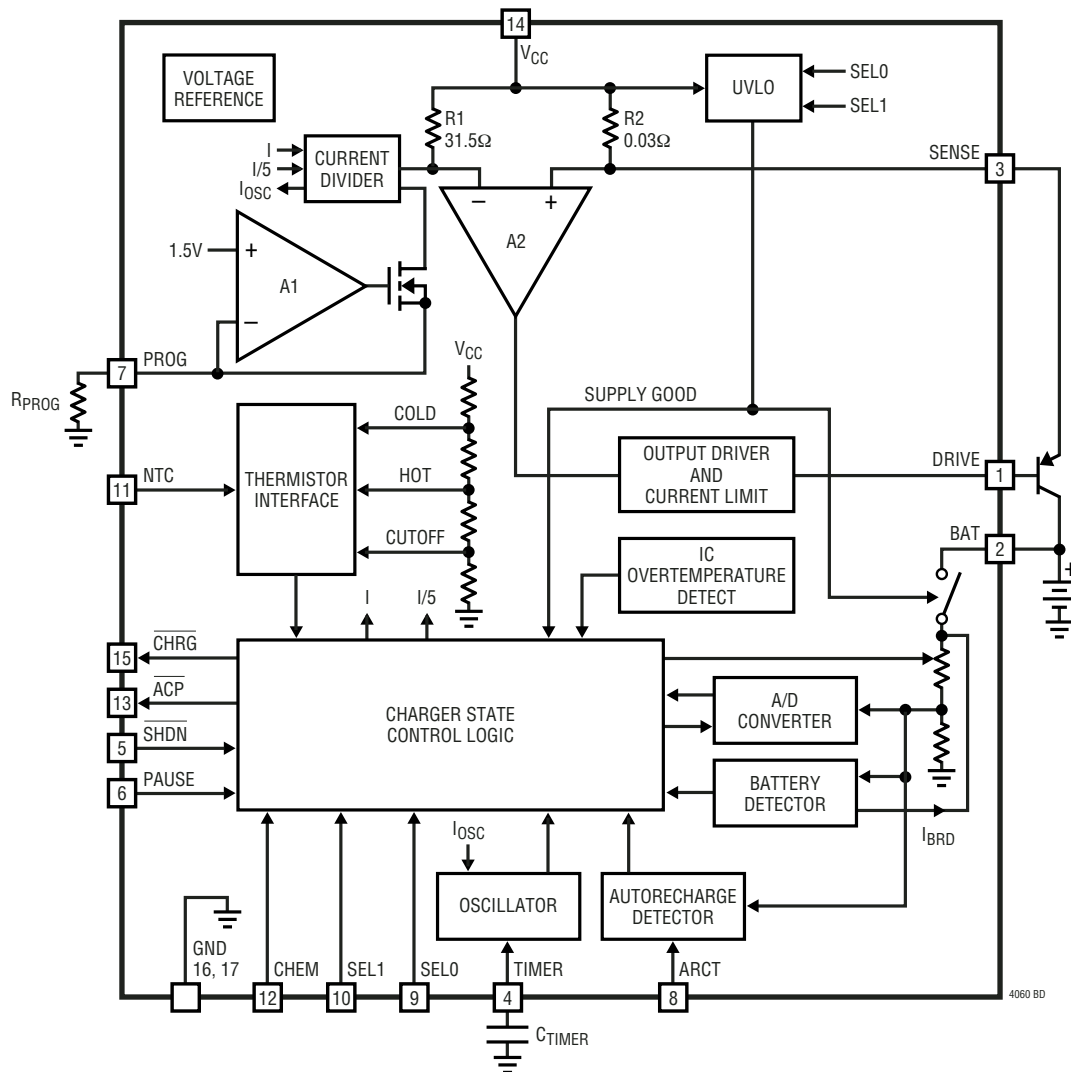 14
VCC
VOLTAGE
REFERENCE
UVLO
SEL0
SEL1
R1
31.5Ω
R2
0.03Ω
I
I/5
IOSC
CURRENT
DIVIDER
SENSE
3
–
+
A2
1.5V
+
A1
–
7
PROG
RPROG
VCC
SUPPLY GOOD
COLD
HOT
CUTOFF
THERMISTOR
INTERFACE
11
NTC
OUTPUT DRIVER
AND
CURRENT LIMIT
DRIVE
1
BAT
2
+
IC
OVERTEMPERATURE
DETECT
I
I/5
15
CHRG
13
ACP
5
SHDN
6
PAUSE
CHARGER STATE
CONTROL LOGIC
A/D
CONVERTER
BATTERY
DETECTOR
IBRD
IOSC
OSCILLATOR
AUTORECHARGE
DETECTOR
GND
16, 17
CHEM
SEL1
SEL0
TIMER
ARCT
12
10
9
4
8
4060 BD
CTIMER